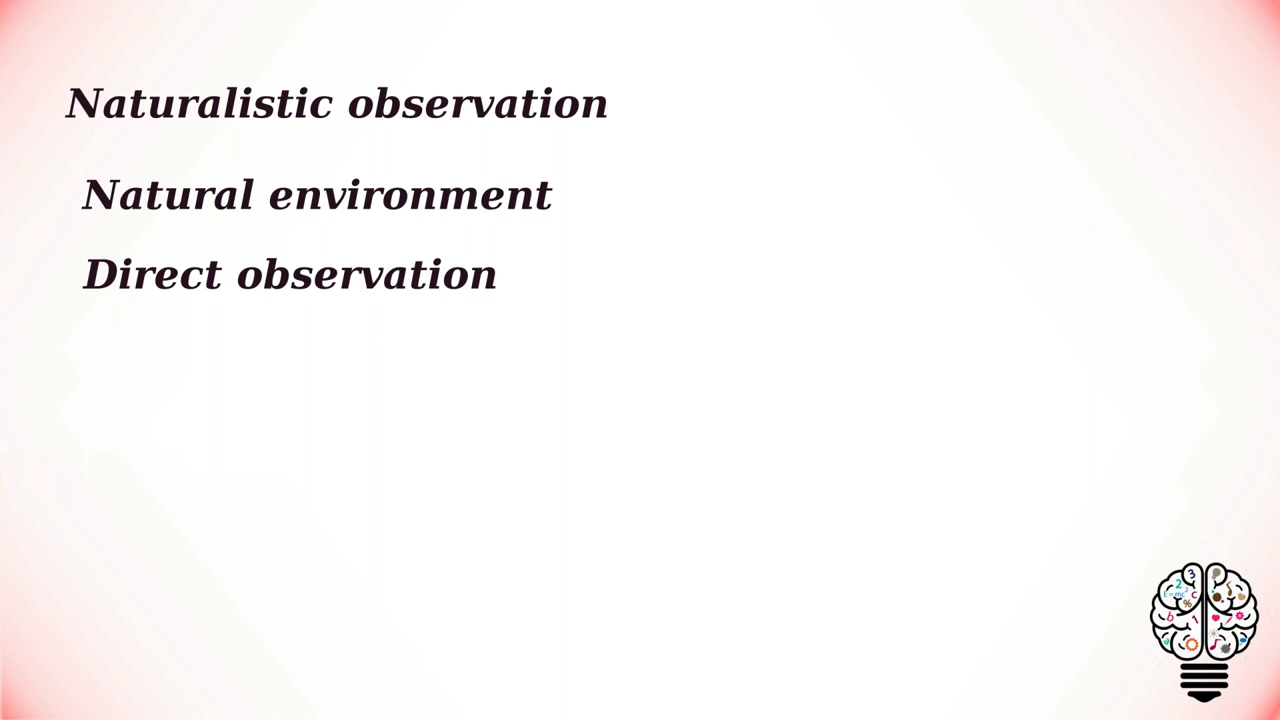 Naturalistic observation
Natural environment
Direct observation